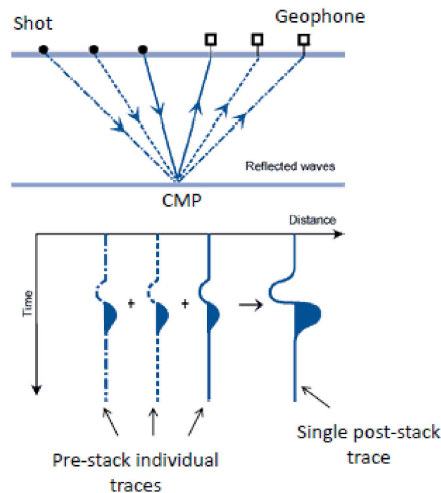 Shot
Geophone
Reflected waves
CMP
Distance
Time
+
+
Pre-stack individual
traces
Single post-stack
trace